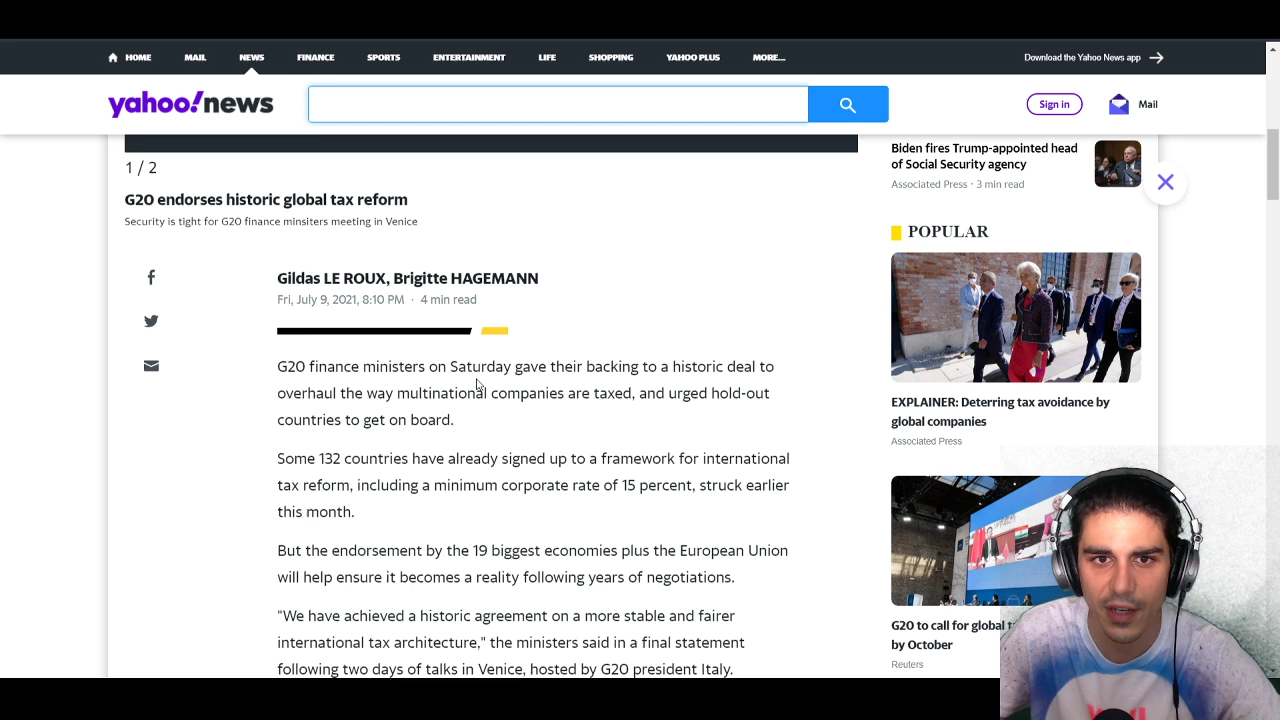 HOME MAIL NEWS FINANCE SPORTS ENTERTAINMENT LIFE SHOPPING YAHOO PLUS MORE... Download the Yahoo News app
yahoo!news
Sign in
Mail
1 / 2
G20 endorses historic global tax reform
Security is tight for G20 finance minsiters meeting in Venice
Gildas LE ROUX, Brigitte HAGEMANN
Fri, July 9, 2021, 8:10 PM · 4 min read
G20 finance ministers on Saturday gave their backing to a historic deal to
overhaul the way multinational companies are taxed, and urged hold-out
countries to get on board.
Some 132 countries have already signed up to a framework for international
tax reform, including a minimum corporate rate of 15 percent, struck earlier
this month.
But the endorsement by the 19 biggest economies plus the European Union
will help ensure it becomes a reality following years of negotiations.
"We have achieved a historic agreement on a more stable and fairer
international tax architecture," the ministers said in a final statement
following two days of talks in Venice, hosted by G20 president Italy.
Biden fires Trump-appointed head
of Social Security agency
Associated Press · 3 min read
POPULAR
EXPLAINER: Deterring tax avoidance by
global companies
Associated Press
G20 to call for global
by October
Reuters